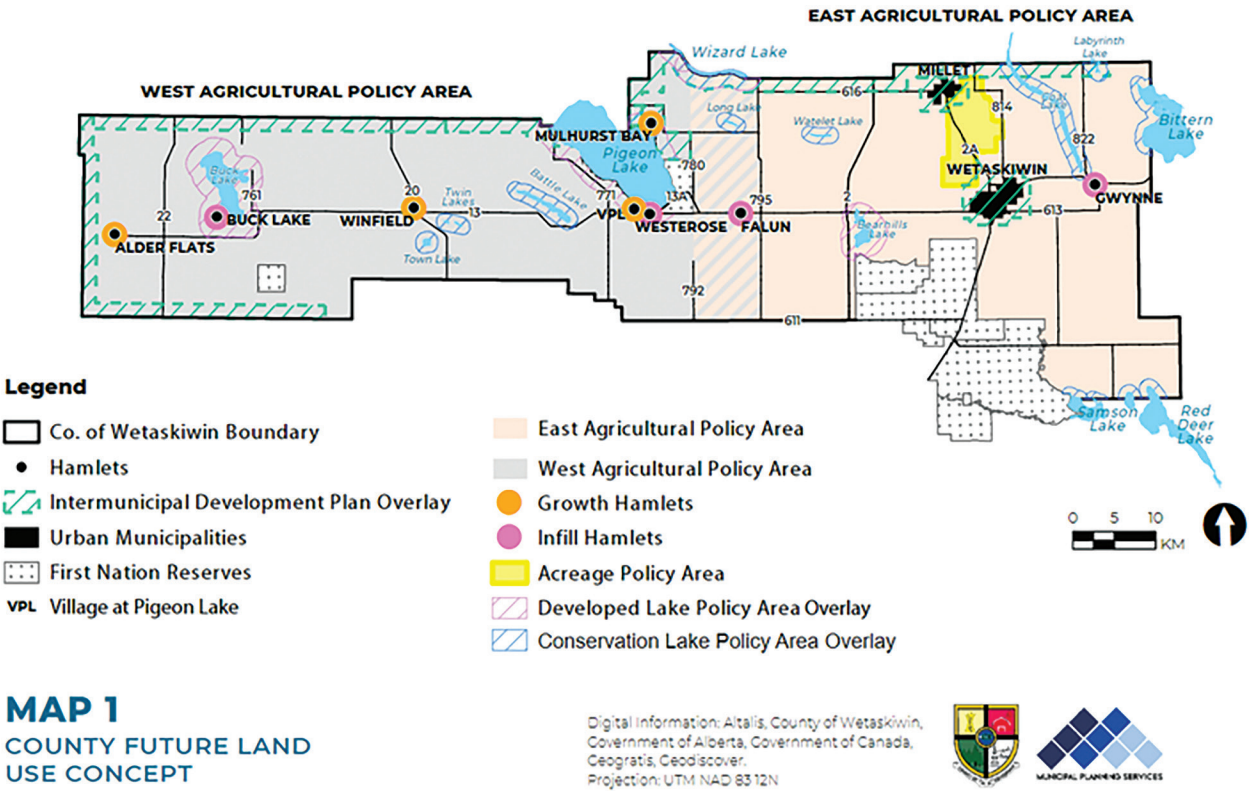 EAST AGRICULTURAL POLICY AREA
Labyrinth
Lake
Wizard Lake
MILLET
WEST AGRICULTURAL POLICY AREA
616
814
Coal
Lake
Long Lake
Watelet Lake
Bittern
Lake
MULHURST BAY
822
Pigeon
Lake
2A
780
WETASKIWIN
Buck
Lake
761
20
Twin
Lakes
Battle Lake
771
13A
795
2
GWYNNE
22
BUCK LAKE
WINFIELD
13
VPL
WESTEROSE
FALUN
613
Bearhills
Lake
ALDER FLATS
Town Lake
792
611
Samson
Lake
Red
Deer
Lake
Legend
Co. of Wetaskiwin Boundary
Hamlets
Intermunicipal Development Plan Overlay
Urban Municipalities
First Nation Reserves
VPL Village at Pigeon Lake
East Agricultural Policy Area
West Agricultural Policy Area
Growth Hamlets
Infill Hamlets
Acreage Policy Area
Developed Lake Policy Area Overlay
Conservation Lake Policy Area Overlay
0 5 10
KM
MAP 1
COUNTY FUTURE LAND
USE CONCEPT
Digital Information: Altalis, County of Wetaskiwin,
Government of Alberta, Government of Canada,
Geogratis, Geodiscover.
Projection: UTM NAD 83 12N
MUNICIPAL PLANNING SERVICES